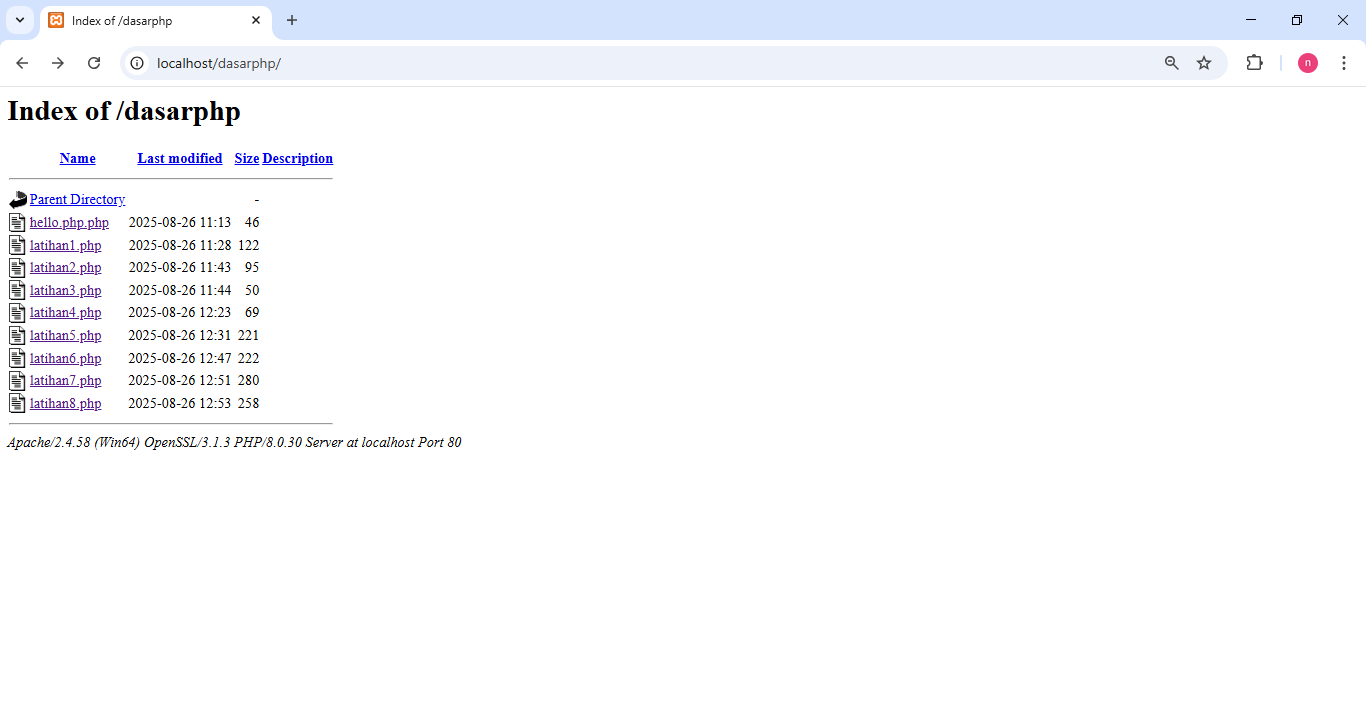 Index of /dasarphp
localhost/dasarphp/
n
Index of /dasarphp
Name Last modified Size Description
Parent Directory -
hello.php.php 2025-08-26 11:13 46
latihan1.php 2025-08-26 11:28 122
latihan2.php 2025-08-26 11:43 95
latihan3.php 2025-08-26 11:44 50
latihan4.php 2025-08-26 12:23 69
latihan5.php 2025-08-26 12:31 221
latihan6.php 2025-08-26 12:47 222
latihan7.php 2025-08-26 12:51 280
latihan8.php 2025-08-26 12:53 258
Apache/2.4.58 (Win64) OpenSSL/3.1.3 PHP/8.0.30 Server at localhost Port 80